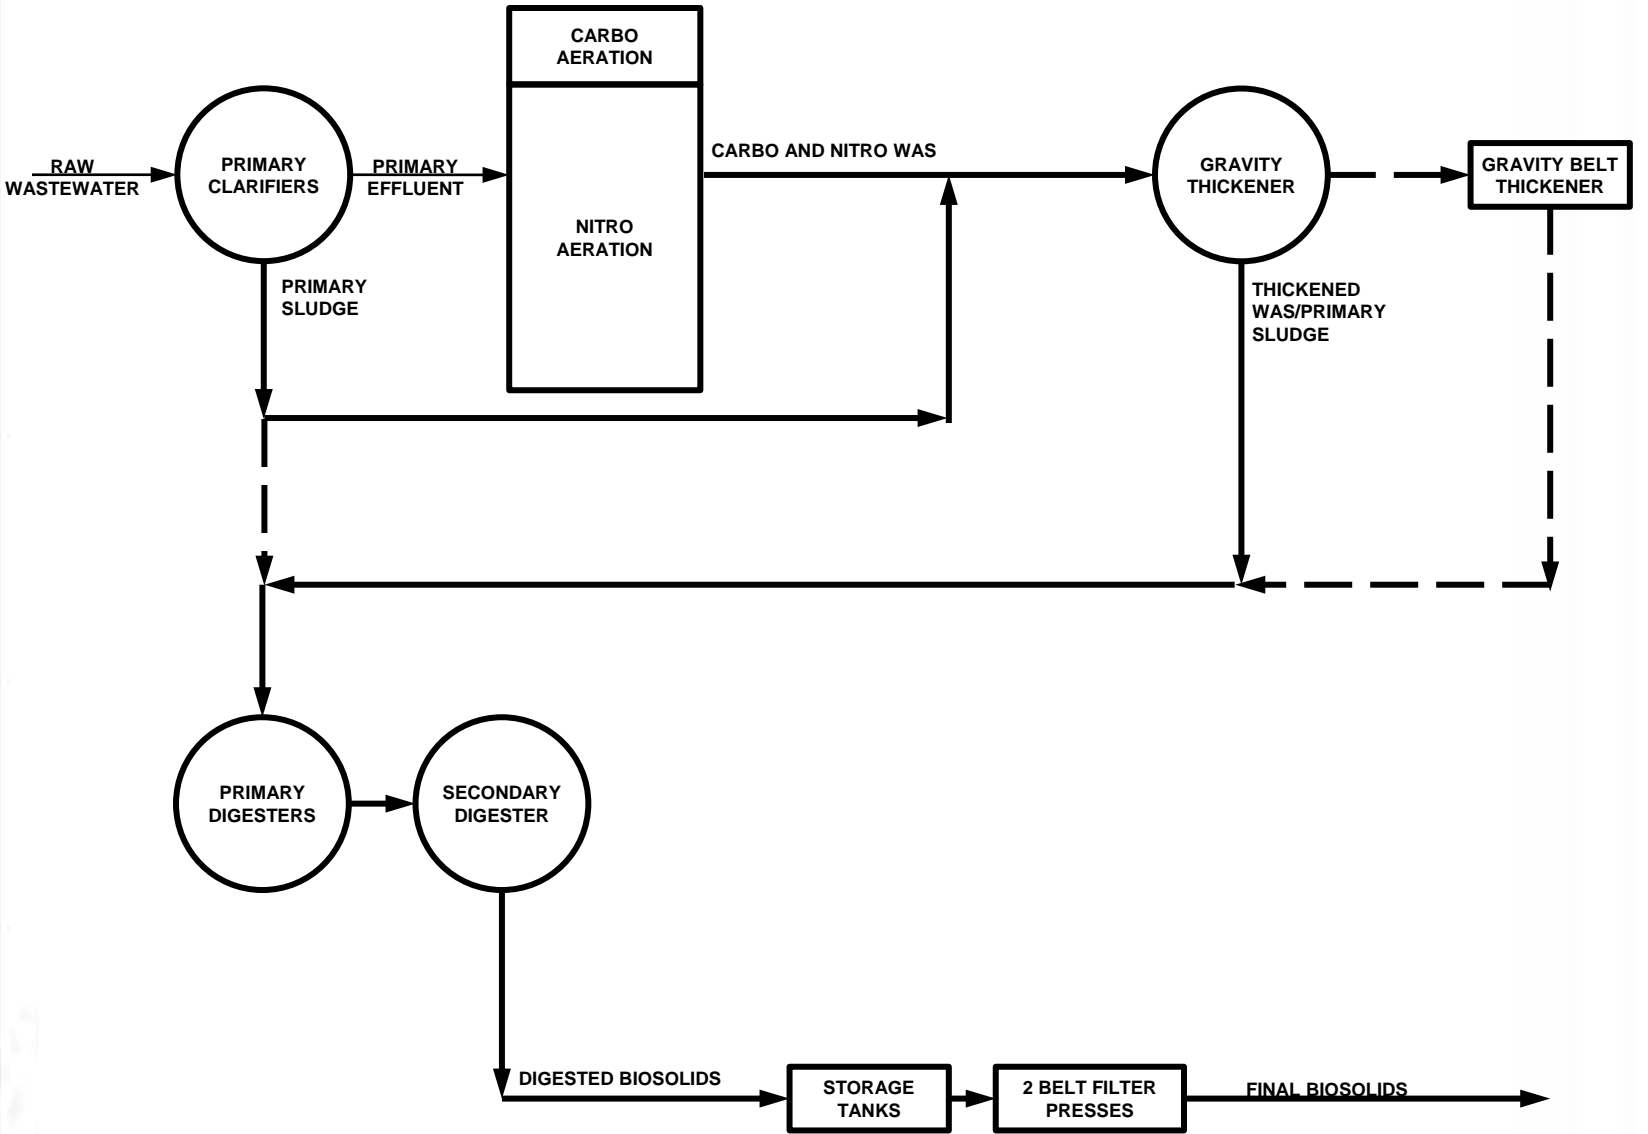 CARBO
AERATION
RAW
WASTEWATER
PRIMARY
CLARIFIERS
PRIMARY
EFFLUENT
NITRO
AERATION
CARBO AND NITRO WAS
GRAVITY
THICKENER
GRAVITY BELT
THICKENER
PRIMARY
SLUDGE
THICKENED
WAS/PRIMARY
SLUDGE
PRIMARY
DIGESTERS
SECONDARY
DIGESTER
DIGESTED BIOSOLIDS
STORAGE
TANKS
2 BELT FILTER
PRESSES
FINAL BIOSOLIDS